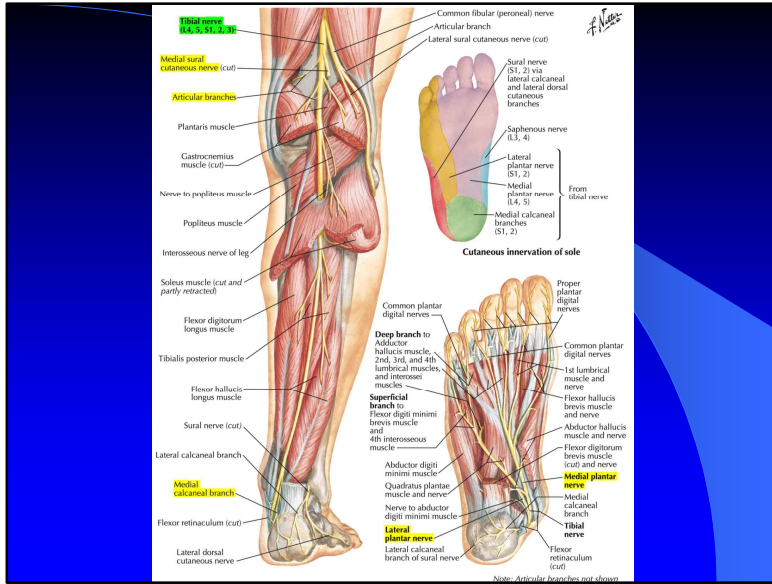 Tibial nerve
(L4, 5, S1, 2, 3)
Medial sural
cutaneous nerve (cut)
Articular branches
Plantaris muscle
Gastrocnemius
muscle (cut)
Nerve to popliteus muscle
Popliteus muscle
Interosseous nerve of leg
Soleus muscle (cut and
partly retracted)
Flexor digitorum
longus muscle
Tibialis posterior muscle
Flexor hallucis
longus muscle
Sural nerve (cut)
Lateral calcaneal branch
Medial
calcaneal branch
Flexor retinaculum (cut)
Lateral dorsal
cutaneous nerve
Common fibular (peroneal) nerve
Articular branch
Lateral sural cutaneous nerve (cut)
Sural nerve
(S1, 2) via
lateral calcaneal
and lateral dorsal
cutaneous
branches
Saphenous nerve
(L3, 4)
Lateral
plantar nerve
(S1, 2)
Medial
plantar nerve
(L4, 5)
Medial calcaneal
branches
(S1, 2)
From
tibial nerve
Cutaneous innervation of sole
Common plantar
digital nerves
Deep branch to
Adductor
hallucis muscle,
2nd, 3rd, and 4th
lumbrical muscles,
and interossei
muscles
Superficial
branch to
Flexor digiti minimi
brevis muscle
and
4th interosseous
muscle
Abductor digiti
minimi muscle
Quadratus plantae
muscle and nerve
Nerve to abductor
digiti minimi muscle
Lateral
plantar nerve
Lateral calcaneal
branch of sural nerve
Proper
plantar
digital
nerves
Common plantar
digital nerves
1st lumbrical
muscle and
nerve
Flexor hallucis
brevis muscle
and nerve
Abductor hallucis
muscle and nerve
Flexor digitorum
brevis muscle
(cut) and nerve
Medial plantar
nerve
Medial
calcaneal
branch
Tibial
nerve
Flexor
retinaculum
(cut)
Note: Articular branches not shown